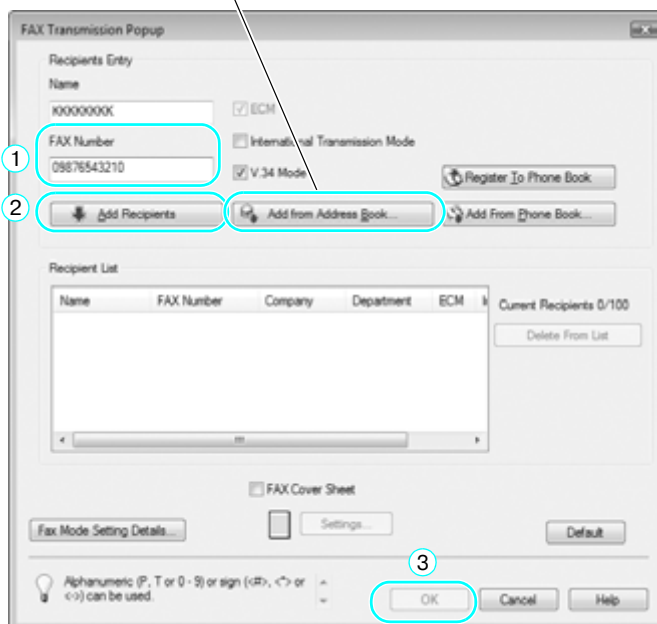 FAX Transmission Popup
Recipients Entry
Name
KKKKKKKK
ECM
FAX Number
International Transmission Mode
1
09876543210
V.34 Mode
Register To Phone Book
2
Add Recipients
Add from Address Book...
Add From Phone Book...
Recipient List
Name FAX Number Company Department ECM
Current Recipients 0/100
Delete From List
FAX Cover Sheet
Fax Mode Setting Details...
Settings...
Default
3
Alphanumeric (P, T or 0 - 9) or sign (<#>, <*> or
<-> can be used.
OK
Cancel
Help